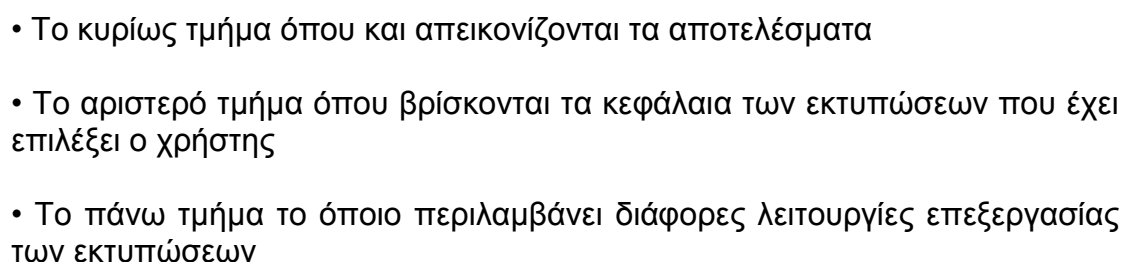 • Το κυρίως τμήμα όπου και απεικονίζονται τα αποτελέσματα
• Το αριστερό τμήμα όπου βρίσκονται τα κεφάλαια των εκτυπώσεων που έχει
επιλέξει ο χρήστης
• Το πάνω τμήμα το όποιο περιλαμβάνει διάφορες λειτουργίες επεξεργασίας
των εκτυπώσεων